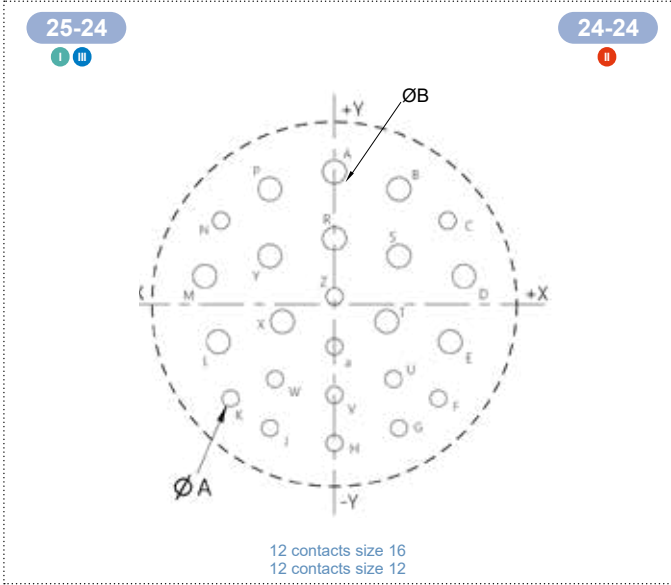 25-24
24-24
I III
II
ØB
+Y
A
P
B
N
C
R
S
Y
Z
M
D
X
+X
X
T
L
a
E
W
U
K
V
F
J
H
G
ØA
-Y
12 contacts size 16
12 contacts size 12